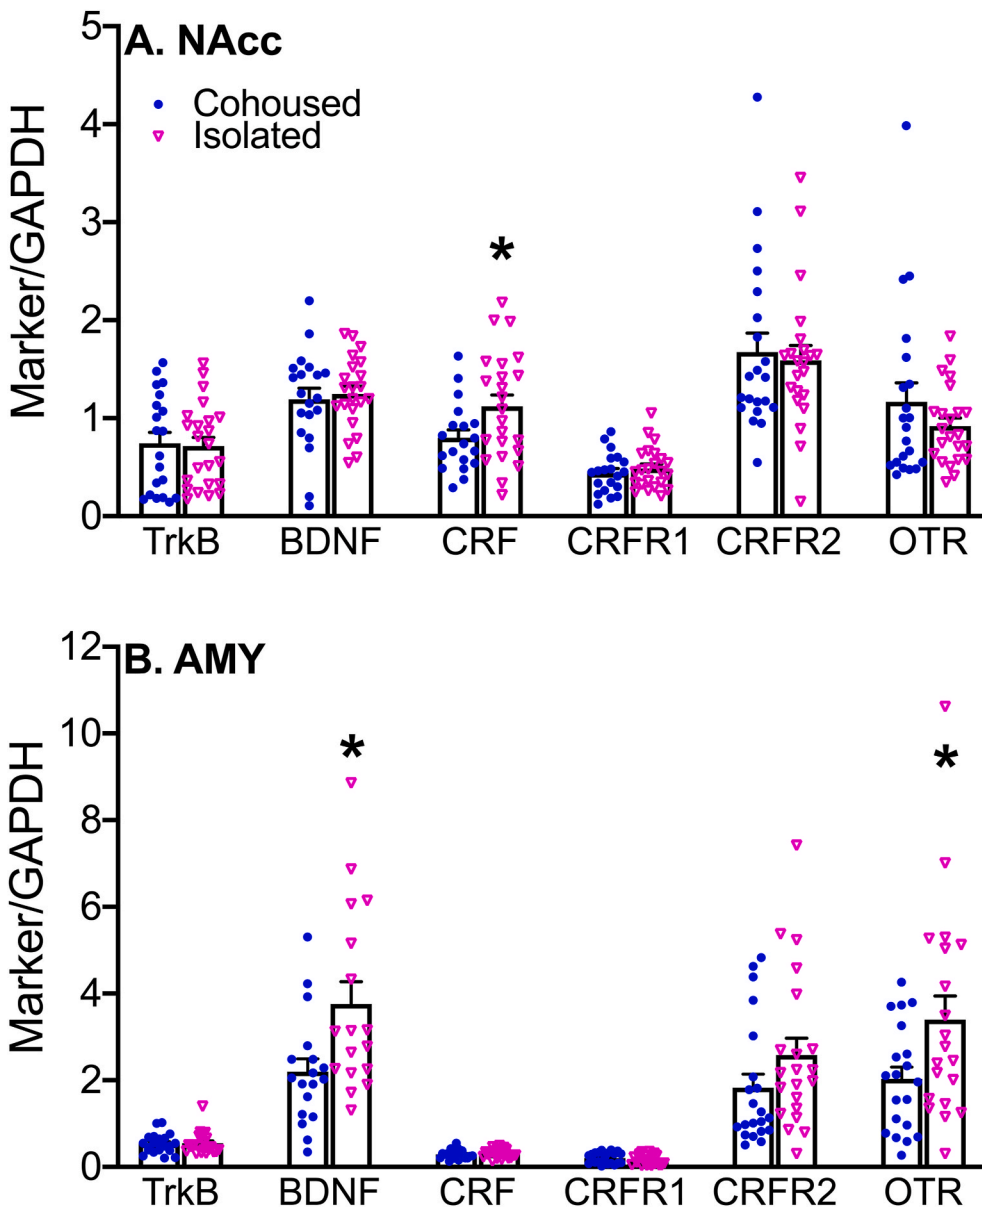 A. NAcc
Cohoused
Isolated
Marker/GAPDH
5
4
3
2
1
0
*
TrkB BDNF CRF CRFR1 CRFR2 OTR
B. AMY
Marker/GAPDH
12
10
8
6
4
2
0
*
*
TrkB BDNF CRF CRFR1 CRFR2 OTR